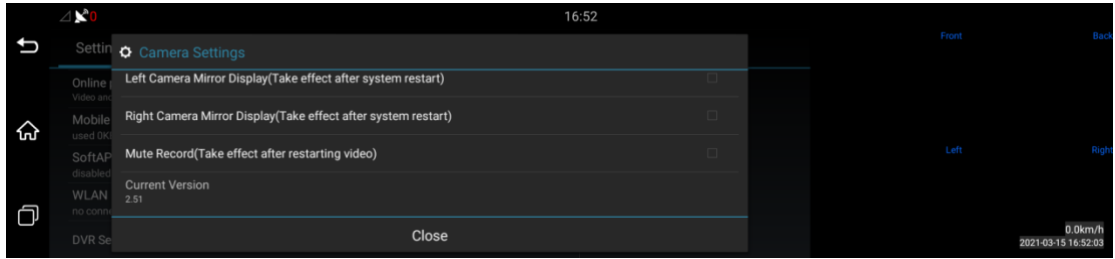 0
16:52
Settin
Camera Settings
Online
Video and
Left Camera Mirror Display(Take effect after system restart)
Mobile
used 0K
Right Camera Mirror Display(Take effect after system restart)
SoftAP
disabled
Mute Record(Take effect after restarting video)
WLAN
no conn
Current Version
2.51
DVR Se
Close
Front
Back
Left
Right
0.0km/h
2021-03-15 16:52:03